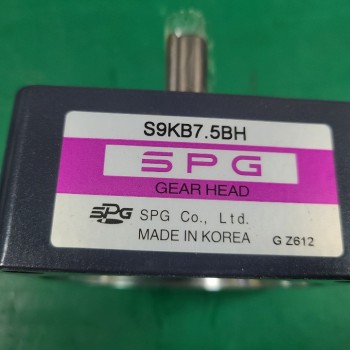 S9KB7.5BH
SPG
GEAR HEAD
SPG SPG Co., Ltd.
MADE IN KOREA G Z612